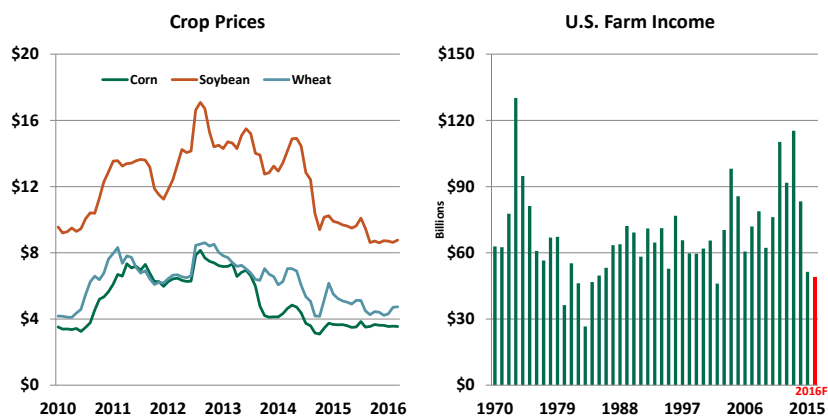 Crop Prices
$20
$16
$12
$8
$4
$0
Corn Soybean Wheat
2010 2011 2012 2013 2014 2015 2016
U.S. Farm Income
$150
$120
$90
$60
$30
$0
Billions
2016F
1970 1979 1988 1997 2006 2015